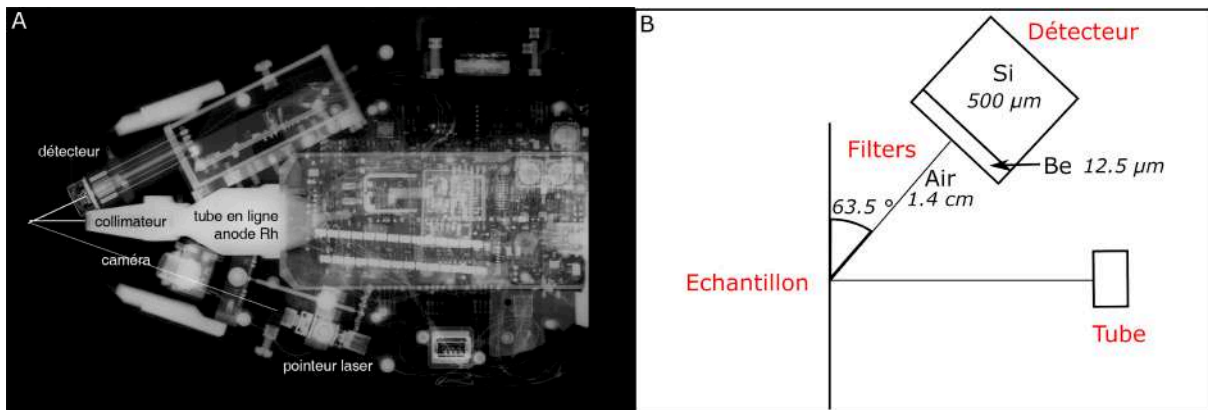 A
détecteur
collimateur
tube en ligne
anode Rh
caméra
pointeur laser
B
Détecteur
Si
500 µm
Filters
Be 12.5 µm
Air
1.4 cm
63.5 °
Echantillon
Tube